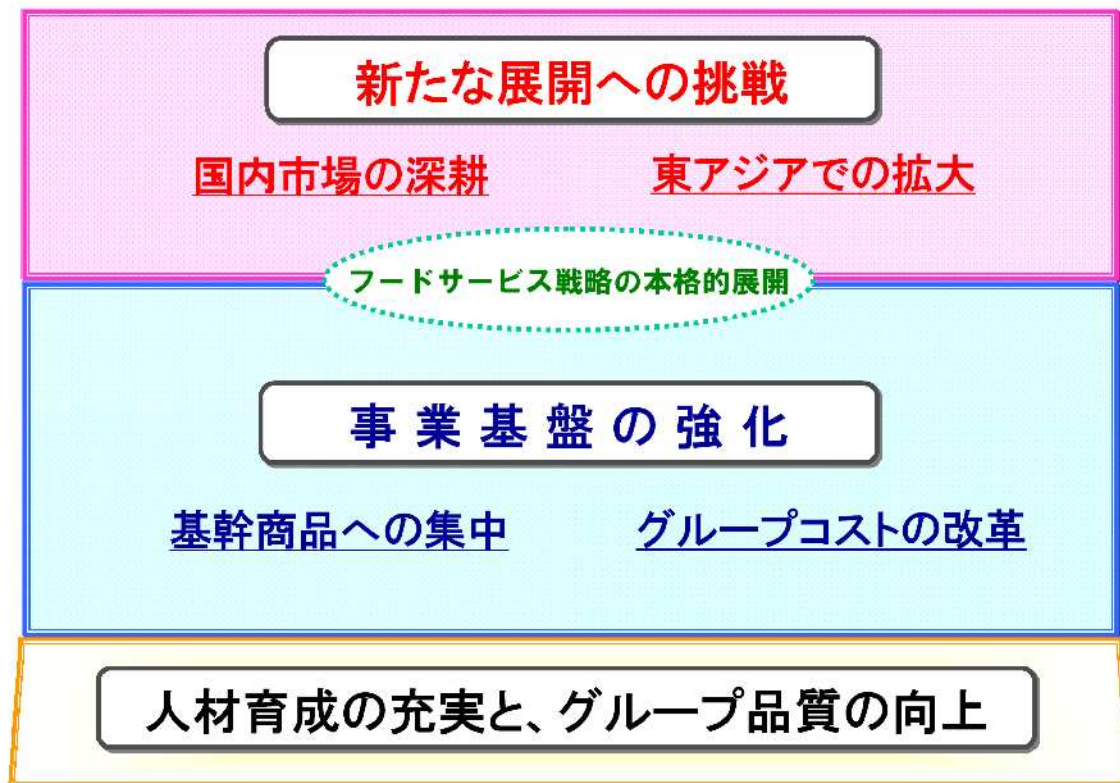 新たな展開への挑戦
国内市場の深耕
東アジアでの拡大
フードサービス戦略の本格的展開
事業基盤の強化
基幹商品への集中
グループコストの改革
人材育成の充実と、グループ品質の向上